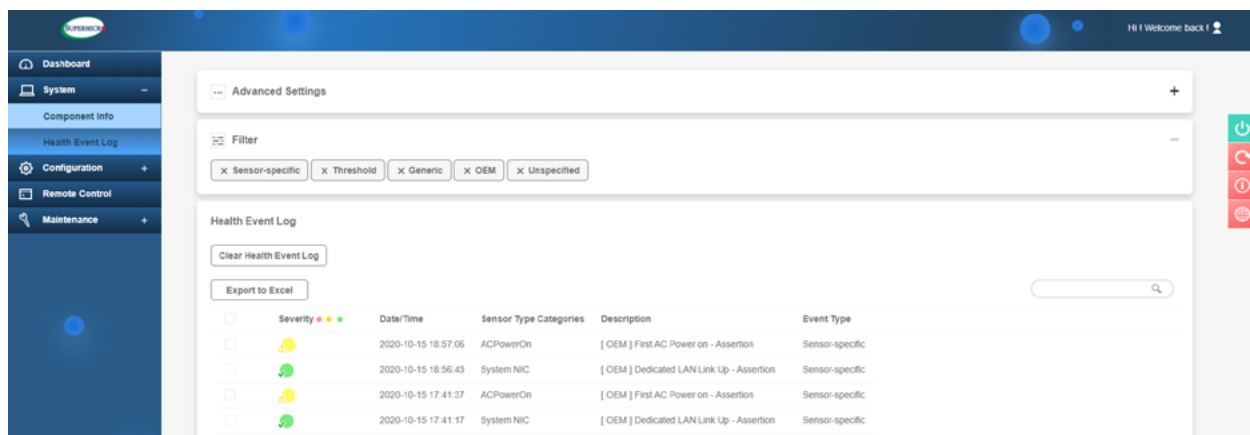 SUPERMICR
Hi ! Welcome back !
Dashboard
System −
Component Info
Health Event Log
Configuration +
Remote Control
Maintenance +
Advanced Settings +
Filter −
× Sensor-specific × Threshold × Generic × OEM × Unspecified
Health Event Log
Clear Health Event Log
Export to Excel
Severity Date/Time Sensor Type Categories Description Event Type
2020-10-15 18:57:06 ACPowerOn [ OEM ] First AC Power on - Assertion Sensor-specific
2020-10-15 18:56:43 System NIC [ OEM ] Dedicated LAN Link Up - Assertion Sensor-specific
2020-10-15 17:41:37 ACPowerOn [ OEM ] First AC Power on - Assertion Sensor-specific
2020-10-15 17:41:17 System NIC [ OEM ] Dedicated LAN Link Up - Assertion Sensor-specific